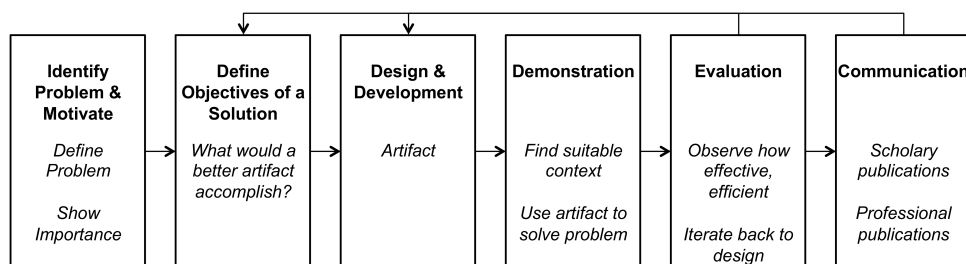 Identify
Problem &
Motivate
Define
Problem
Show
Importance
Define
Objectives of a
Solution
What would a
better artifact
accomplish?
Design &
Development
Artifact
Demonstration
Find suitable
context
Use artifact to
solve problem
Evaluation
Observe how
effective,
efficient
Iterate back to
design
Communication
Scholary
publications
Professional
publications